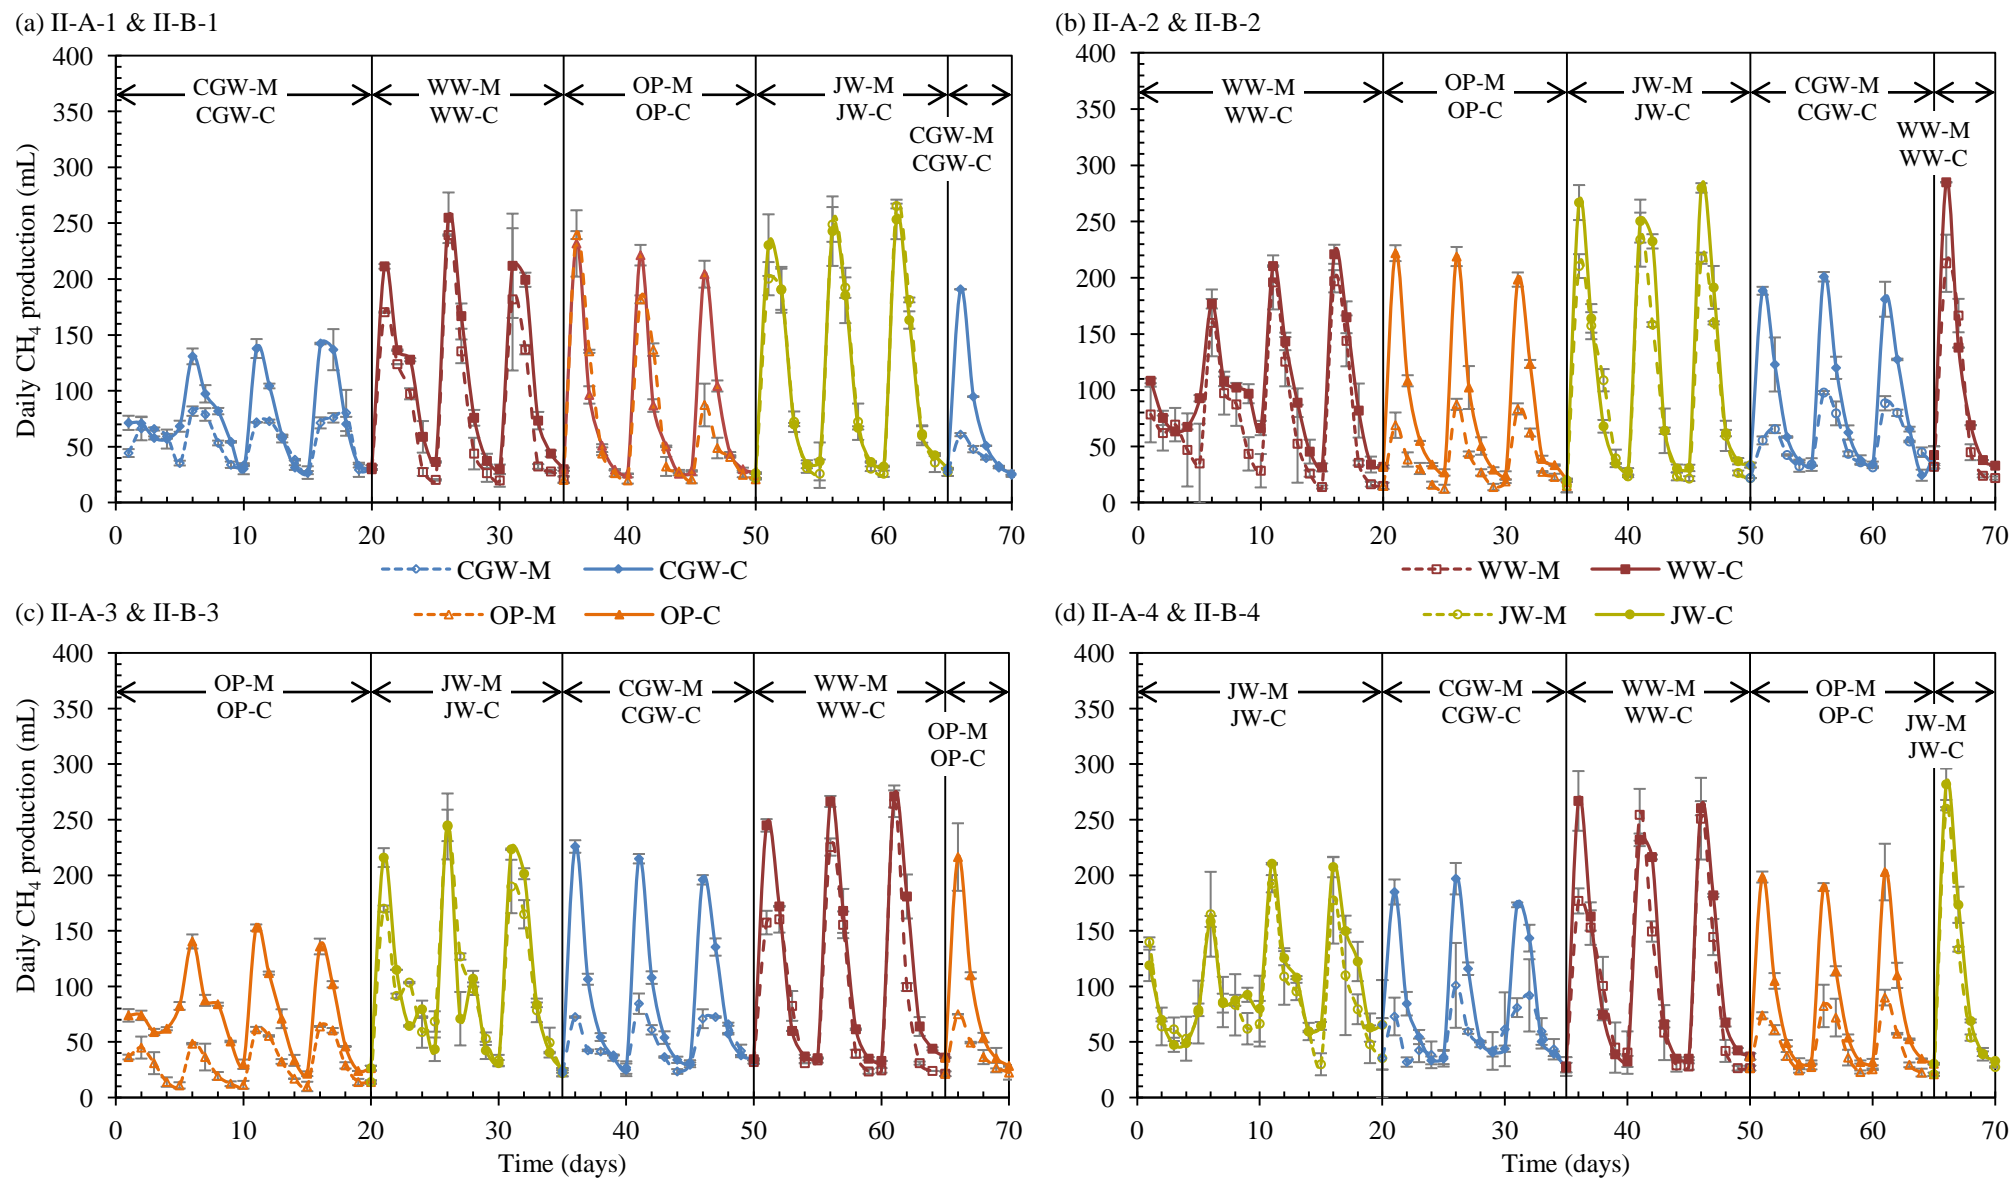 (a) II-A-1 & II-B-1
400
350
300
250
200
150
100
50
0
Daily CH₄ production (mL)
CGW-M
CGW-C
WW-M
WW-C
OP-M
OP-C
JW-M
JW-C
CGW-M
CGW-C
0 10 20 30 40 50 60 70
(b) II-A-2 & II-B-2
400
350
300
250
200
150
100
50
0
WW-M
WW-C
OP-M
OP-C
JW-M
JW-C
CGW-M
CGW-C
WW-M
WW-C
0 10 20 30 40 50 60 70
CGW-M CGW-C
WW-M WW-C
OP-M OP-C
JW-M JW-C
(c) II-A-3 & II-B-3
400
350
300
250
200
150
100
50
0
Daily CH₄ production (mL)
OP-M
OP-C
JW-M
JW-C
CGW-M
CGW-C
WW-M
WW-C
OP-M
OP-C
0 10 20 30 40 50 60 70
Time (days)
(d) II-A-4 & II-B-4
400
350
300
250
200
150
100
50
0
JW-M
JW-C
CGW-M
CGW-C
WW-M
WW-C
OP-M
OP-C
JW-M
JW-C
0 10 20 30 40 50 60 70
Time (days)